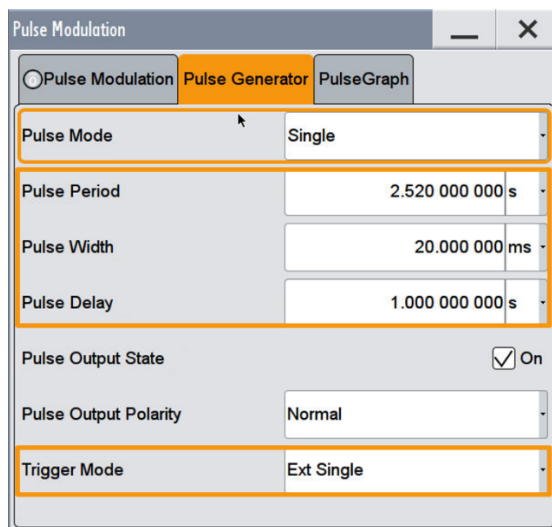 Pulse Modulation
Pulse Modulation Pulse Generator PulseGraph
Pulse Mode Single
Pulse Period 2.520 000 000 s
Pulse Width 20.000 000 ms
Pulse Delay 1.000 000 000 s
Pulse Output State On
Pulse Output Polarity Normal
Trigger Mode Ext Single